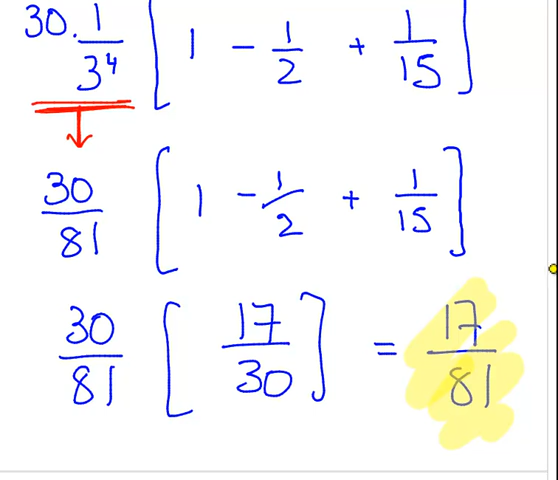 30. 1/3⁴ [ 1 - 1/2 + 1/15 ]
30/81 [ 1 - 1/2 + 1/15 ]
30/81 [ 17/30 ] = 17/81